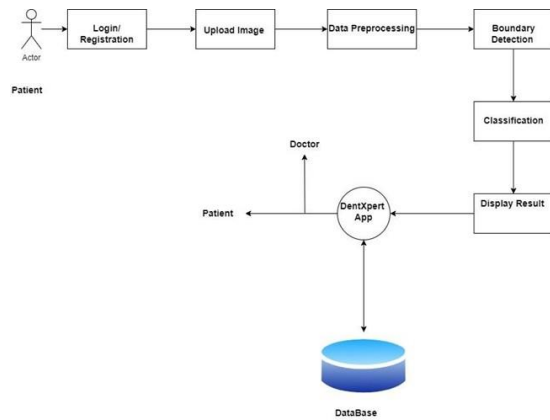 Login/
Registration
Upload Image
Data Preprocessing
Boundary
Detection
Actor
Patient
Classification
Doctor
DentXpert
App
Display Result
Patient
DataBase